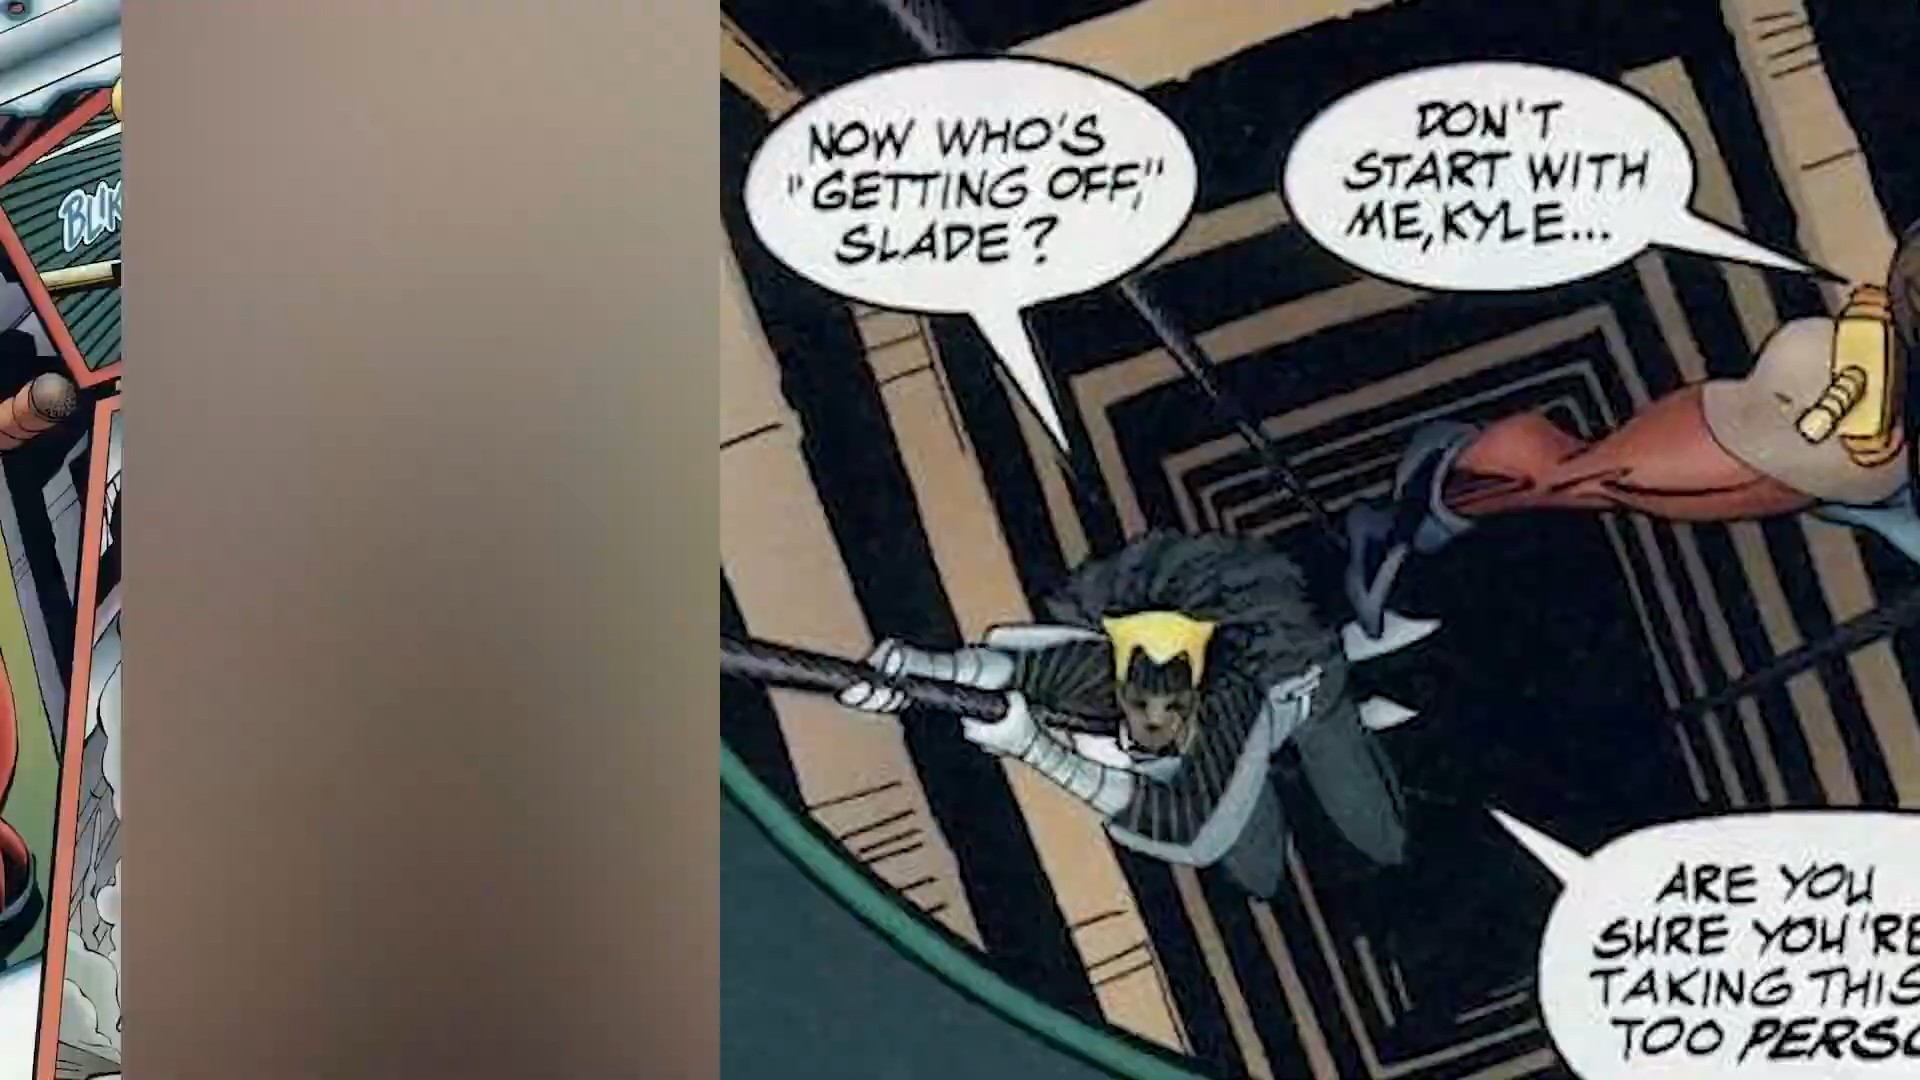 NOW WHO'S
"GETTING OFF,"
SLADE?
DON'T
START WITH
ME, KYLE...
ARE YOU
SURE YOU'RE
TAKING THIS
TOO